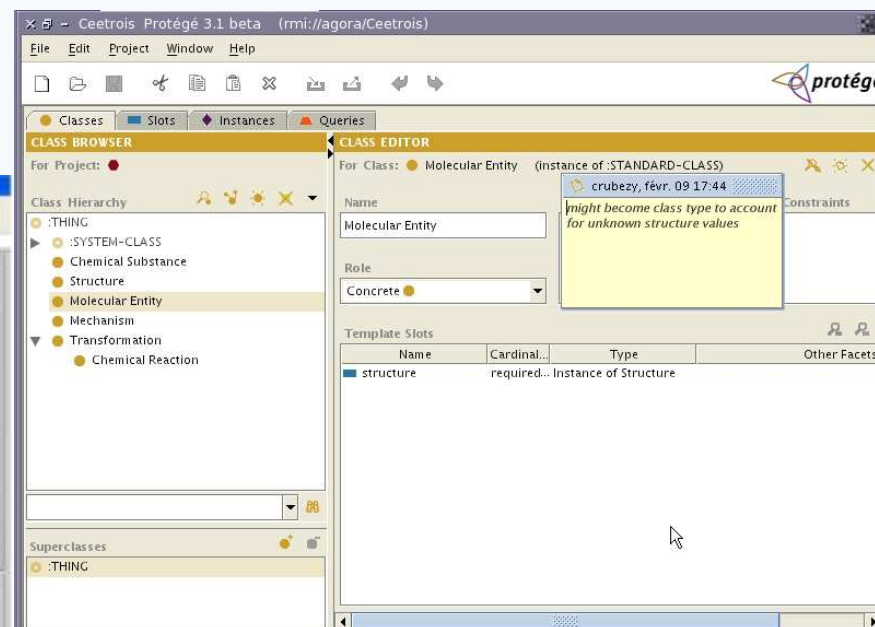 Ceetrois Protégé 3.1 beta (rmi://agora/Ceetrois)
File Edit Project Window Help
protégé
Classes Slots Instances Queries
CLASS BROWSER
For Project:
Class Hierarchy
:THING
:SYSTEM-CLASS
Chemical Substance
Structure
Molecular Entity
Mechanism
Transformation
Chemical Reaction
Superclasses
:THING
CLASS EDITOR
For Class: Molecular Entity (instance of :STANDARD-CLASS)
Name
Molecular Entity
Role
Concrete
crubezy, févr. 09 17:44
might become class type to account
for unknown structure values
Constraints
Template Slots
Name Cardinal... Type Other Facets
structure required... Instance of Structure